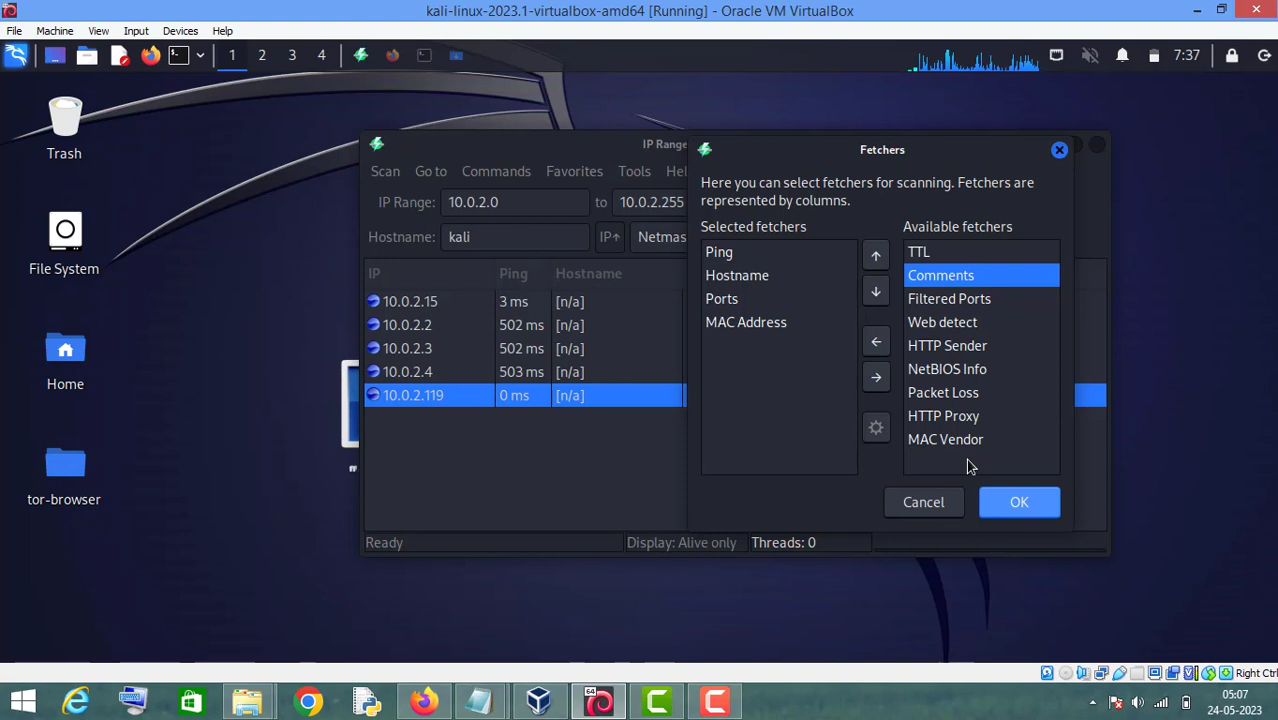 kali-linux-2023.1-virtualbox-amd64 [Running] - Oracle VM VirtualBox
File Machine View Input Devices Help
1 2 3 4 7:37
Trash
File System
Home
tor-browser
IP Range
Scan Go to Commands Favorites Tools Hel
IP Range: 10.0.2.0 to 10.0.2.255
Hostname: kali IP↑ Netmas
IP Ping Hostname
10.0.2.15 3 ms [n/a]
10.0.2.2 502 ms [n/a]
10.0.2.3 502 ms [n/a]
10.0.2.4 503 ms [n/a]
10.0.2.119 0 ms [n/a]
Ready Display: Alive only Threads: 0
Fetchers
Here you can select fetchers for scanning. Fetchers are
represented by columns.
Selected fetchers
Ping
Hostname
Ports
MAC Address
Available fetchers
TTL
Comments
Filtered Ports
Web detect
HTTP Sender
NetBIOS Info
Packet Loss
HTTP Proxy
MAC Vendor
Cancel OK
Right Ctrl
64
05:07
24-05-2023